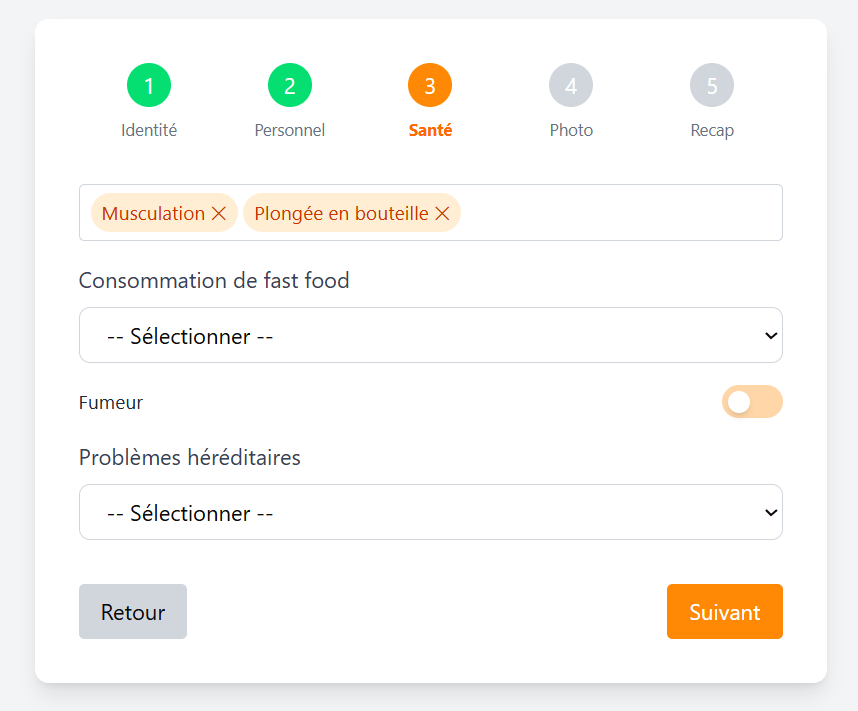 1 2 3 4 5
Identité Personnel Santé Photo Recap
Musculation Plongée en bouteille
Consommation de fast food
-- Sélectionner --
Fumeur
Problèmes héréditaires
-- Sélectionner --
Retour Suivant